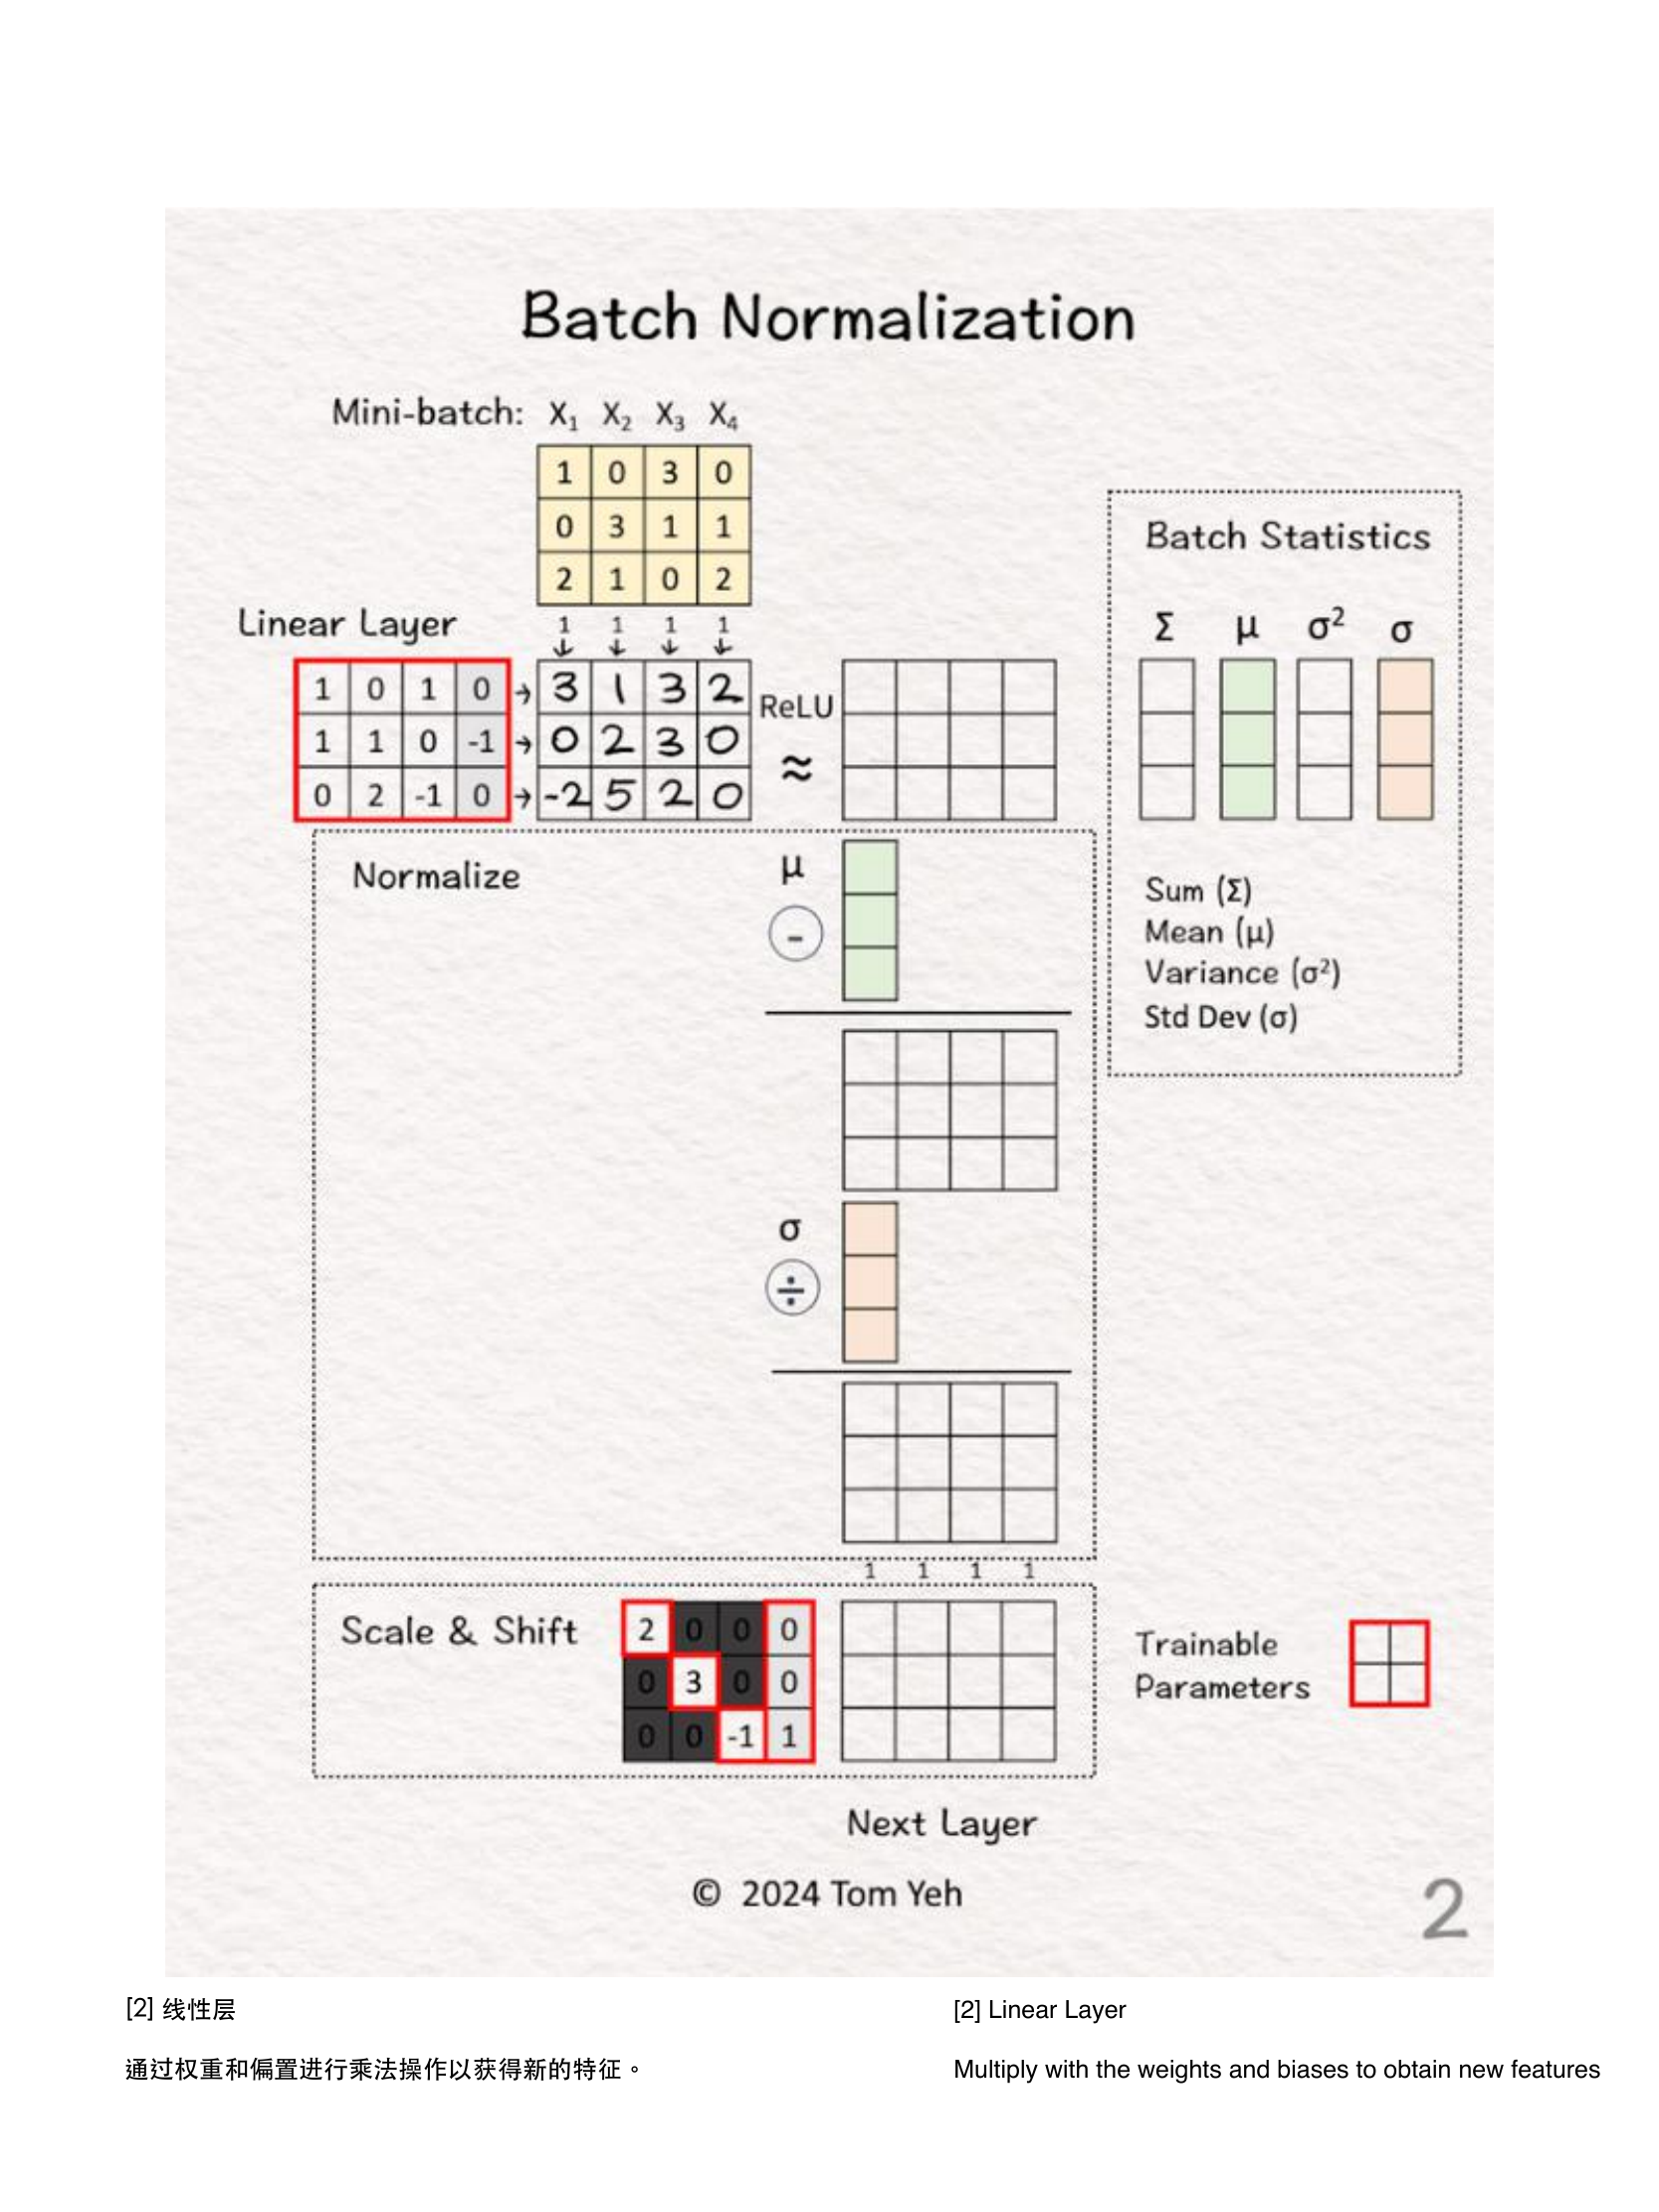 Batch Normalization
Mini-batch: X₁ X₂ X₃ X₄
1 0 3 0
0 3 1 1
2 1 0 2
Linear Layer
1 1 1 1
↓ ↓ ↓ ↓
1 0 1 0 → 3 1 3 2
1 1 0 -1 → 0 2 3 0
0 2 -1 0 → -2 5 2 0
ReLU
≈
Batch Statistics
Σ μ σ² σ
Sum (Σ)
Mean (μ)
Variance (σ²)
Std Dev (σ)
Normalize
μ
-
σ
÷
1 1 1 1
Scale & Shift
2 0 0 0
0 3 0 0
0 0 -1 1
Trainable
Parameters
Next Layer
© 2024 Tom Yeh
2
[2] 线性层
通过权重和偏置进行乘法操作以获得新的特征。
[2] Linear Layer
Multiply with the weights and biases to obtain new features